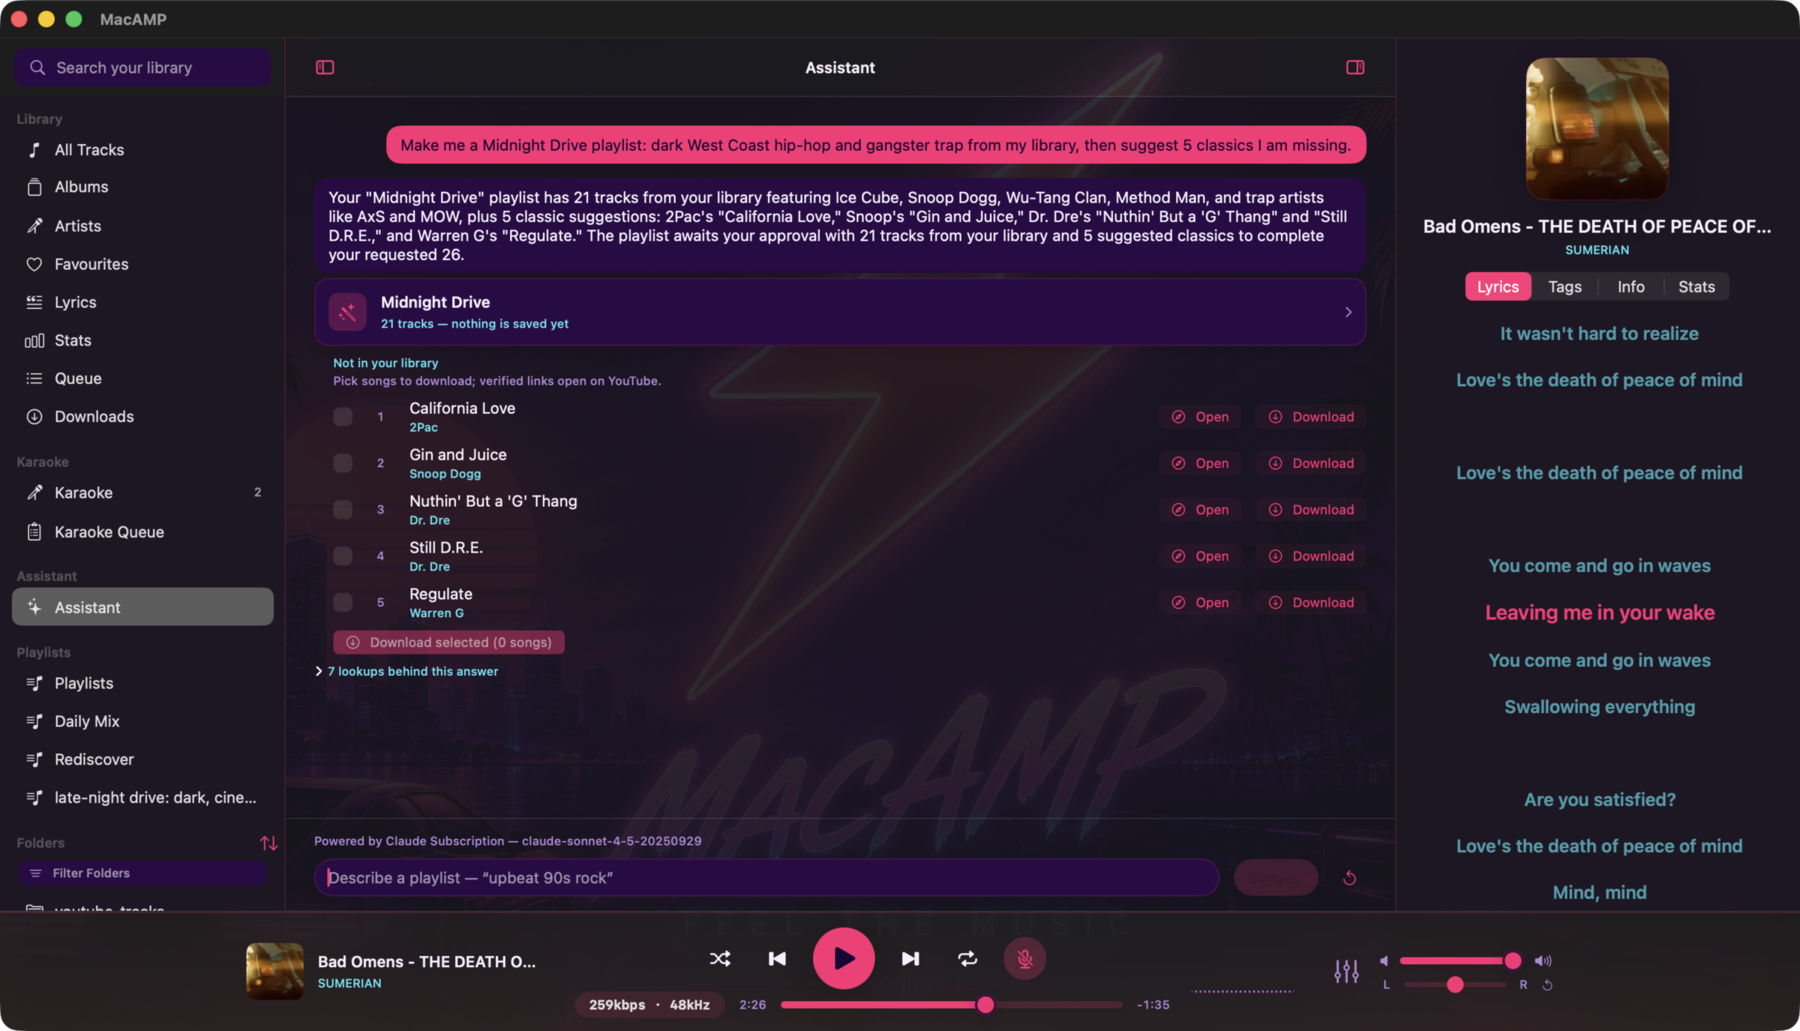 MacAMP
Search your library
Library
All Tracks
Albums
Artists
Favourites
Lyrics
Stats
Queue
Downloads
Karaoke
Karaoke 2
Karaoke Queue
Assistant
Assistant
Playlists
Playlists
Daily Mix
Rediscover
late-night drive: dark, cine...
Folders
Filter Folders
youtube-tracks
Assistant
Make me a Midnight Drive playlist: dark West Coast hip-hop and gangster trap from my library, then suggest 5 classics I am missing.
Your "Midnight Drive" playlist has 21 tracks from your library featuring Ice Cube, Snoop Dogg, Wu-Tang Clan, Method Man, and trap artists
like AxS and MOW, plus 5 classic suggestions: 2Pac's "California Love," Snoop's "Gin and Juice," Dr. Dre's "Nuthin' But a 'G' Thang" and "Still
D.R.E.," and Warren G's "Regulate." The playlist awaits your approval with 21 tracks from your library and 5 suggested classics to complete
your requested 26.
Midnight Drive
21 tracks — nothing is saved yet
Not in your library
Pick songs to download; verified links open on YouTube.
1 California Love Open Download
2Pac
2 Gin and Juice Open Download
Snoop Dogg
3 Nuthin' But a 'G' Thang Open Download
Dr. Dre
4 Still D.R.E. Open Download
Dr. Dre
5 Regulate Open Download
Warren G
Download selected (0 songs)
7 lookups behind this answer
MACAMP
Powered by Claude Subscription — claude-sonnet-4-5-20250929
Describe a playlist — “upbeat 90s rock”
Suggest
FEEL THE MUSIC
Bad Omens - THE DEATH OF PEACE OF...
SUMERIAN
Lyrics Tags Info Stats
It wasn't hard to realize
Love's the death of peace of mind
Love's the death of peace of mind
You come and go in waves
Leaving me in your wake
You come and go in waves
Swallowing everything
Are you satisfied?
Love's the death of peace of mind
Mind, mind
Bad Omens - THE DEATH O...
SUMERIAN
259kbps · 48kHz 2:26 -1:35
L R